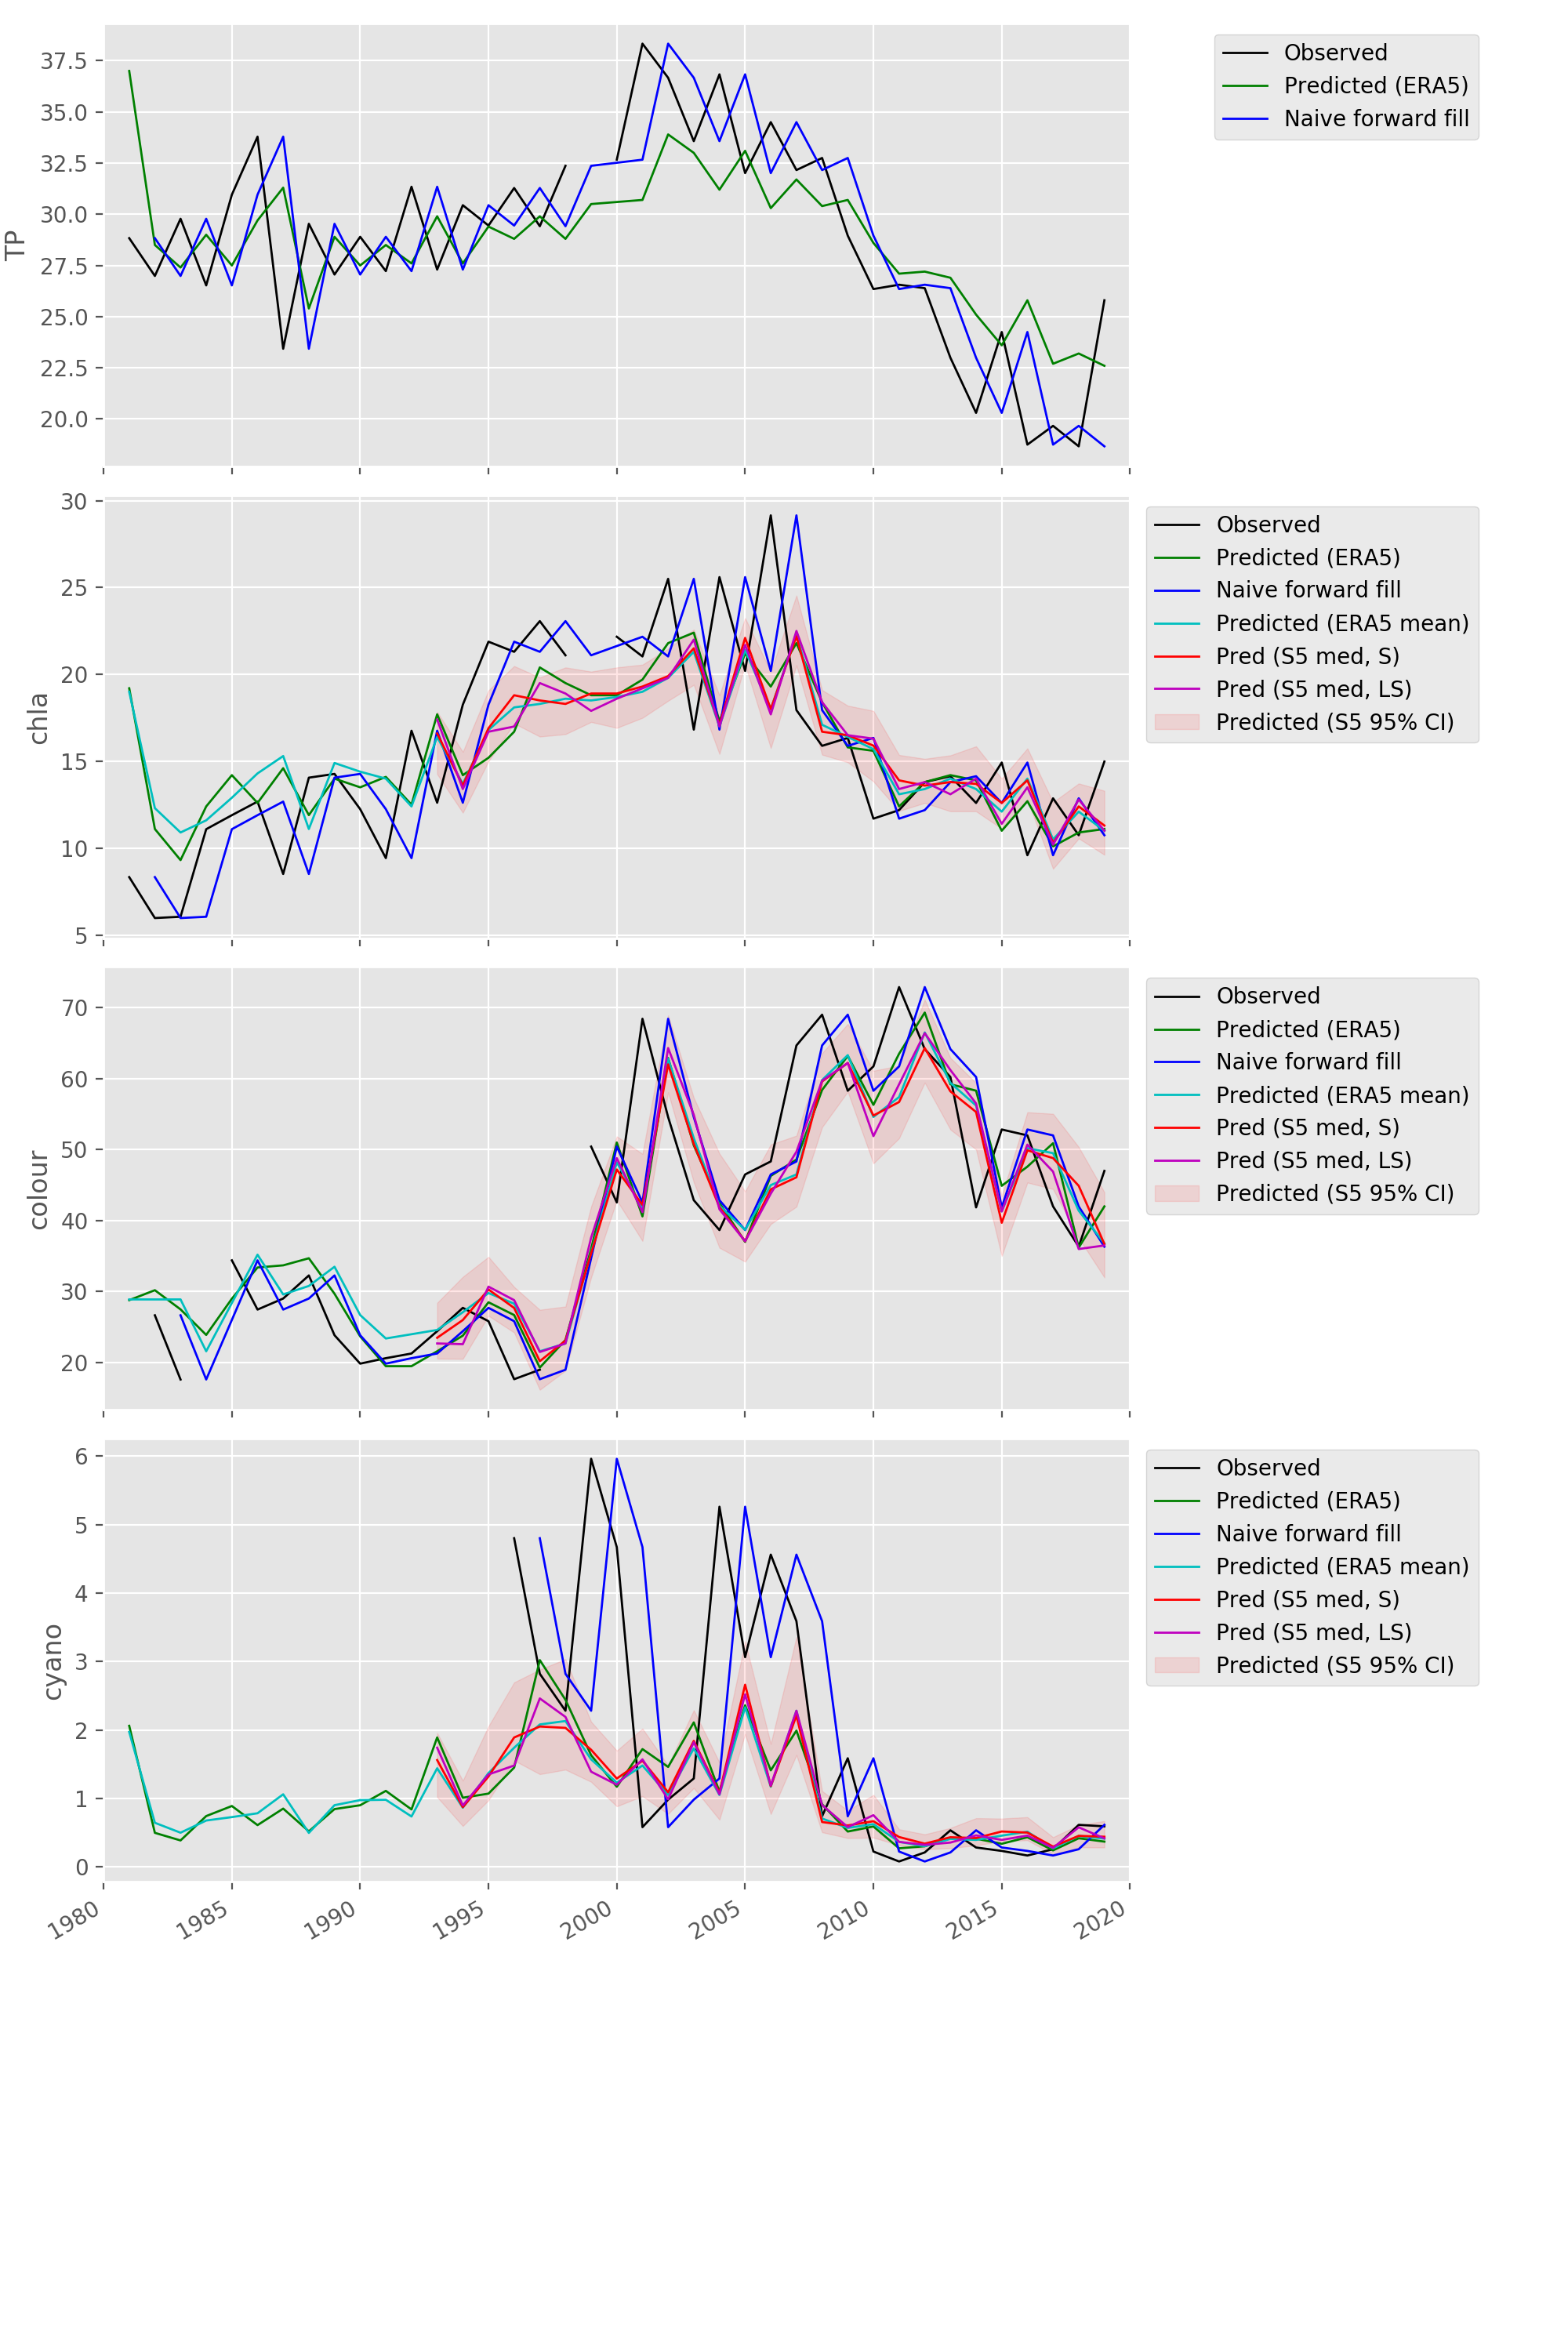 37.5
35.0
32.5
30.0
27.5
25.0
22.5
20.0
TP
Observed
Predicted (ERA5)
Naive forward fill
30
25
20
15
10
5
chla
Observed
Predicted (ERA5)
Naive forward fill
Predicted (ERA5 mean)
Pred (S5 med, S)
Pred (S5 med, LS)
Predicted (S5 95% CI)
70
60
50
40
30
20
colour
Observed
Predicted (ERA5)
Naive forward fill
Predicted (ERA5 mean)
Pred (S5 med, S)
Pred (S5 med, LS)
Predicted (S5 95% CI)
6
5
4
3
2
1
0
cyano
Observed
Predicted (ERA5)
Naive forward fill
Predicted (ERA5 mean)
Pred (S5 med, S)
Pred (S5 med, LS)
Predicted (S5 95% CI)
1980 1985 1990 1995 2000 2005 2010 2015 2020